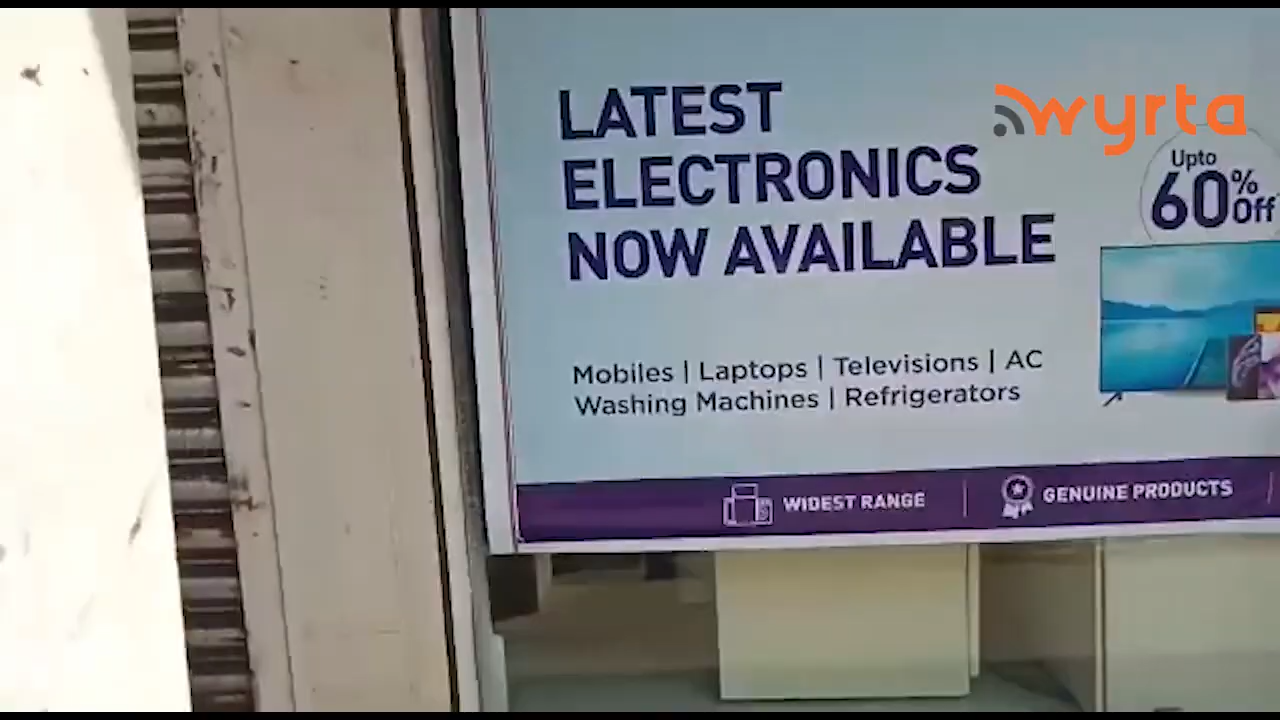 wyrta
LATEST
ELECTRONICS
NOW AVAILABLE
Upto
60% Off
Mobiles | Laptops | Televisions | AC
Washing Machines | Refrigerators
WIDEST RANGE | GENUINE PRODUCTS |